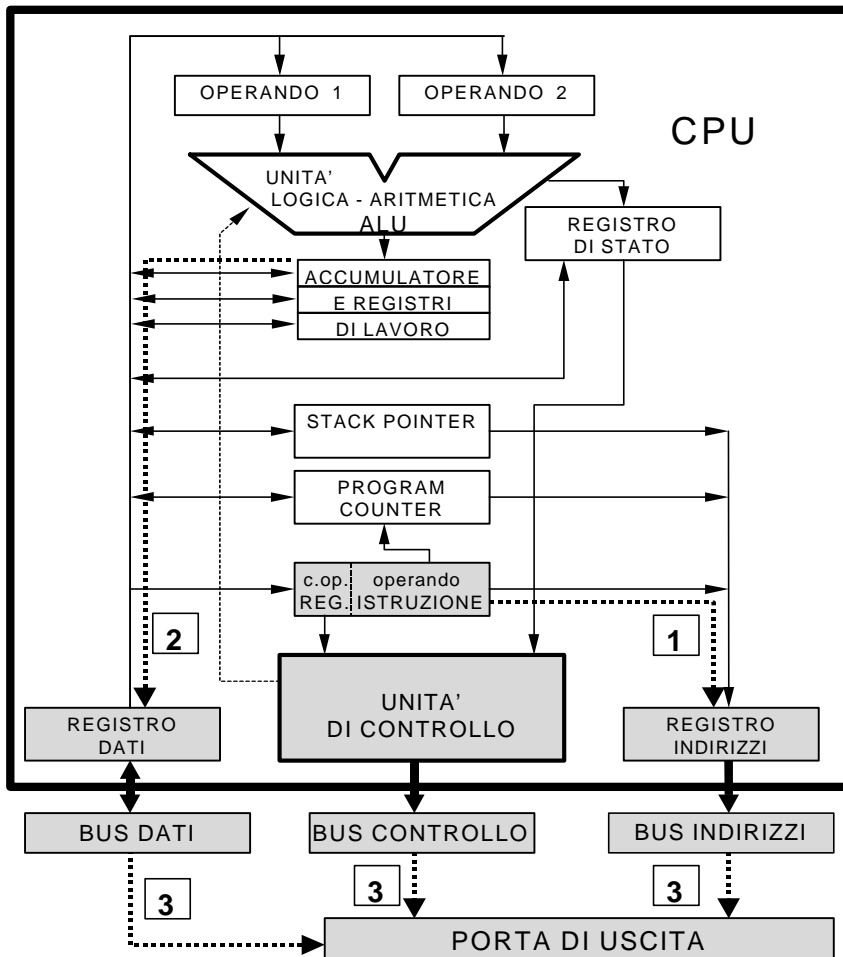 OPERANDO 1
OPERANDO 2
CPU
UNITA'
LOGICA - ARITMETICA
ALU
REGISTRO
DI STATO
ACCUMULATORE
E REGISTRI
DI LAVORO
STACK POINTER
PROGRAM
COUNTER
c.op. operando
REG. ISTRUZIONE
2
1
UNITA'
DI CONTROLLO
REGISTRO
DATI
REGISTRO
INDIRIZZI
BUS DATI
BUS CONTROLLO
BUS INDIRIZZI
3
3
3
PORTA DI USCITA